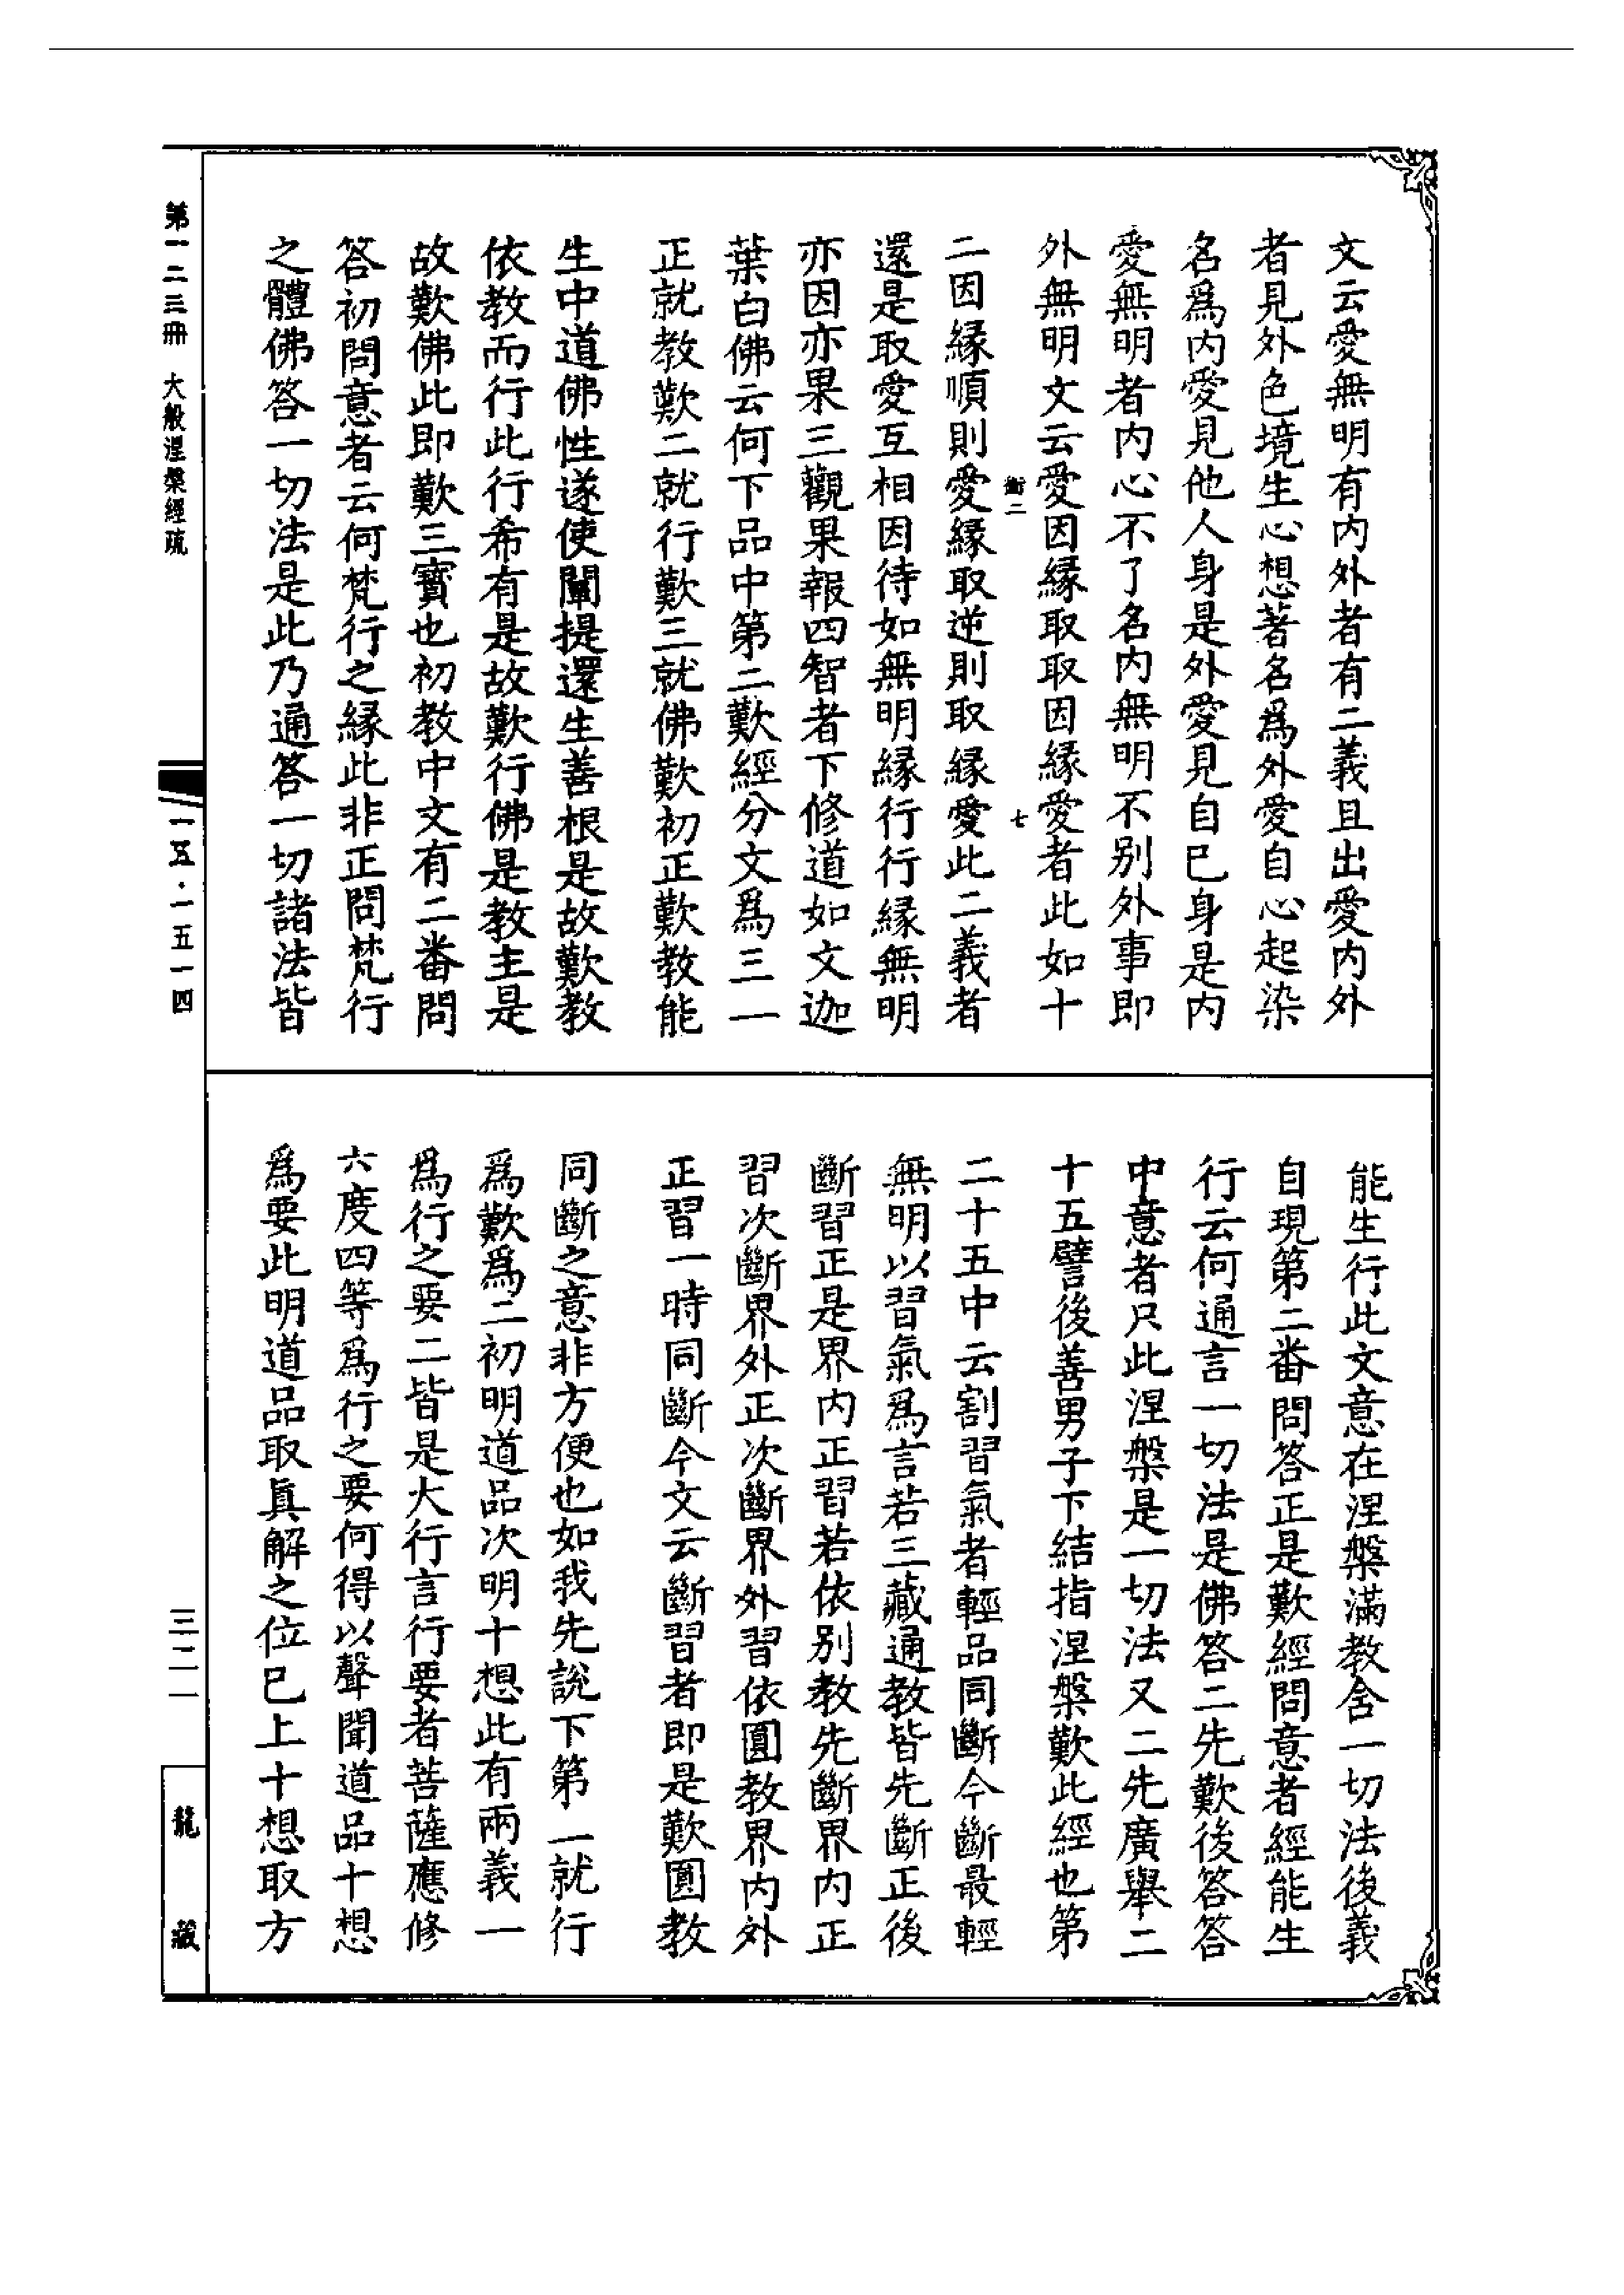 文云愛無明有内外者有二義且出愛内外
者見外色境生心想著名爲外愛自心起染
名爲内愛見他人身是外愛見自已身是内
愛無明者内心不了名内無明不别外事即
外無明文云愛因緣取取因緣愛者此如十
衡二
七
二因緣順則愛緣取逆則取緣愛此二義者
還是取愛互相因待如無明緣行行緣無明
亦因亦果三觀果報四智者下修道如文迦
葉白佛云何下品中第二歎經分文爲三一
正就教歎二就行歎三就佛歎初正歎教能
生中道佛性遂使闡提還生善根是故歎教
依教而行此行希有是故歎行佛是教主是
故歎佛此即歎三寳也初教中文有二番問
答初問意者云何梵行之緣此非正問梵行
之體佛答一切法是此乃通答一切諸法皆
能生行此文意在涅槃滿教含一切法後義
自現第二番問答正是歎經問意者經能生
行云何通言一切法是佛答二先歎後答答
中意者只此涅槃是一切法又二先廣舉二
十五譬後善男子下結指涅槃歎此經也第
二十五中云割習氣者輕品同斷今斷最輕
無明以習氣爲言若三藏通教皆先斷正後
斷習正是界内正習若依别教先斷界内正
習次斷界外正次斷界外習依圓教界内外
正習一時同斷今文云斷習者即是歎圓教
同斷之意非方便也如我先說下第二就行
爲歎爲二初明道品次明十想此有兩義一
爲行之要二皆是大行言行要者菩薩應修
六度四等爲行之要何得以聲聞道品十想
爲要此明道品取眞解之位已上十想取方
第一二三冊 大般涅槃經疏
一五·一五一四
三二一
龍藏